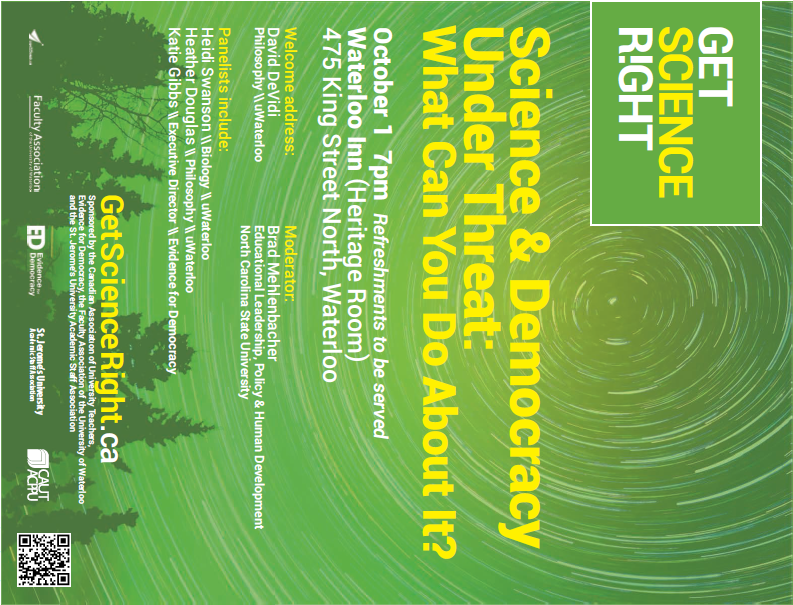 GET
SCIENCE
RIGHT
Science & Democracy
Under Threat:
What Can You Do About It?
October 1 7pm Refreshments to be served
Waterloo Inn (Heritage Room)
475 King Street North, Waterloo
Welcome address:
David DeVidi
Philosophy \\ uWaterloo
Moderator:
Brad Mehlenbacher
Educational Leadership, Policy & Human Development
North Carolina State University
Panelists include:
Heidi Swanson \\ Biology \\ uWaterloo
Heather Douglas \\ Philosophy \\ uWaterloo
Katie Gibbs \\ Executive Director \\ Evidence for Democracy
GetScienceRight.ca
Sponsored by the Canadian Association of University Teachers,
Evidence for Democracy, the Faculty Association of the University of Waterloo
and the St. Jerome's University Academic Staff Association
Faculty Association
ED
Evidence for
Democracy
St. Jerome's University
Academic Staff Association
CAUT
ACPPU